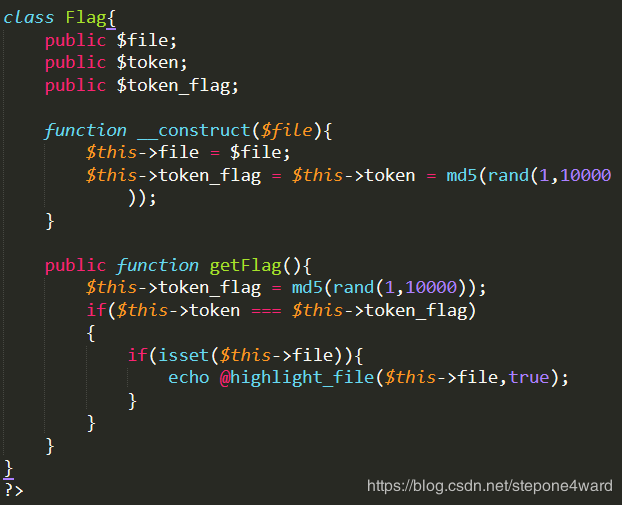 class Flag{
    public $file;
    public $token;
    public $token_flag;

    function __construct($file){
        $this->file = $file;
        $this->token_flag = $this->token = md5(rand(1,10000
            ));
    }

    public function getFlag(){
        $this->token_flag = md5(rand(1,10000));
        if($this->token === $this->token_flag)
        {
            if(isset($this->file)){
                echo @highlight_file($this->file,true);
            }
        }
    }
}
?>
https://blog.csdn.net/stepone4ward